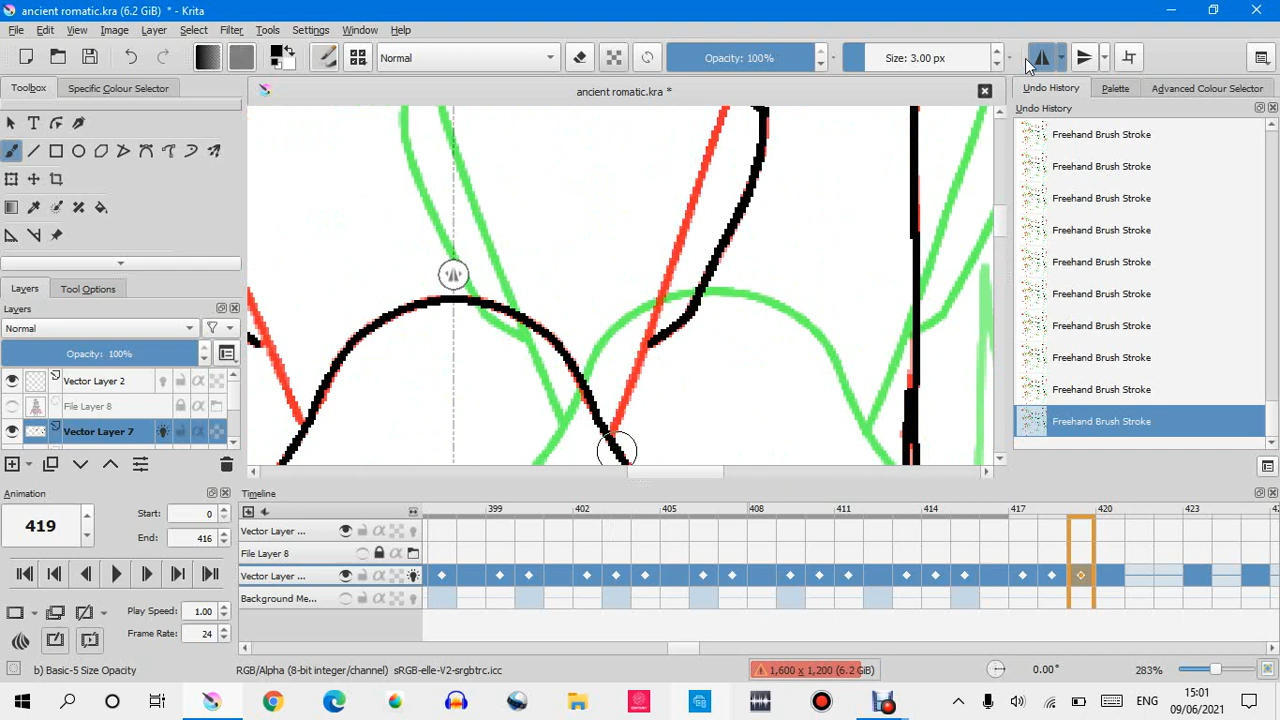 ancient romatic.kra (6.2 GiB) * - Krita
File Edit View Image Layer Select Filter Tools Settings Window Help
Normal Opacity: 100% Size: 3.00 px
Toolbox Specific Colour Selector
ancient romatic.kra *
Undo History Palette Advanced Colour Selector
Undo History
Freehand Brush Stroke
Freehand Brush Stroke
Freehand Brush Stroke
Freehand Brush Stroke
Freehand Brush Stroke
Freehand Brush Stroke
Freehand Brush Stroke
Freehand Brush Stroke
Freehand Brush Stroke
Freehand Brush Stroke
Layers Tool Options
Layers
Normal
Opacity: 100%
Vector Layer 2
File Layer 8
Vector Layer 7
Animation
419
Start: 0
End: 416
Play Speed: 1.00
Frame Rate: 24
Timeline
399 402 405 408 411 414 417 420 423
Vector Layer ...
File Layer 8
Vector Layer ...
Background Me...
b) Basic-5 Size Opacity RGB/Alpha (8-bit integer/channel) sRGB-elle-V2-srgbtrc.icc 1,600 x 1,200 (6.2 GiB) 0.00° 283%
ENG 15:01
09/06/2021